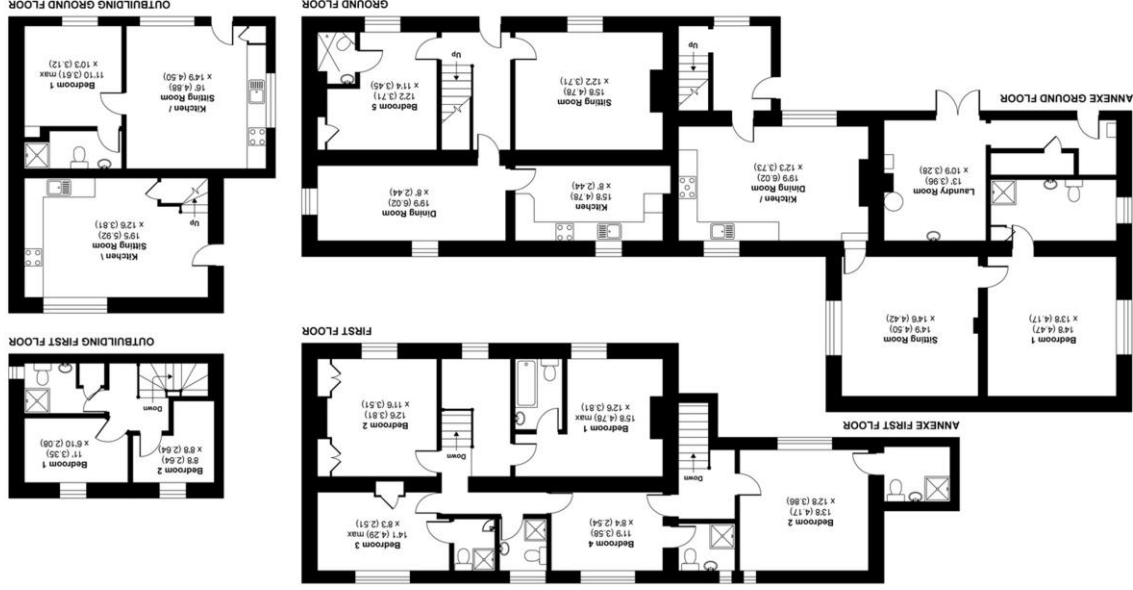 Bedroom 2
13'8 (4.17)
x 12'8 (3.86)
Down
ANNEXE FIRST FLOOR
Bedroom 4
11'9 (3.58)
x 8'4 (2.54)
Bedroom 3
14'1 (4.29) max
x 8'3 (2.51)
Bedroom 1
15'8 (4.78) max
x 12'6 (3.81)
Down
Bedroom 2
12'6 (3.81)
x 11'6 (3.51)
FIRST FLOOR
Bedroom 2
8'8 (2.64)
x 8'8 (2.64)
Bedroom 1
11' (3.35)
x 6'10 (2.08)
Down
OUTBUILDING FIRST FLOOR
Bedroom 1
14'8 (4.47)
x 13'8 (4.17)
Sitting Room
14'9 (4.50)
x 14'6 (4.42)
Laundry Room
13' (3.96)
x 10'9 (3.28)
ANNEXE GROUND FLOOR
Kitchen /
Dining Room
19'9 (6.02)
x 12'3 (3.73)
Up
Kitchen
15'8 (4.78)
x 8' (2.44)
Dining Room
19'9 (6.02)
x 8' (2.44)
Sitting Room
15'8 (4.78)
x 12'2 (3.71)
Up
Bedroom 5
12'2 (3.71)
x 11'4 (3.45)
GROUND FLOOR
Up
Kitchen \
Sitting Room
19'5 (5.92)
x 12'6 (3.81)
Kitchen /
Sitting Room
16' (4.88)
x 14'9 (4.50)
Bedroom 1
11'10 (3.61) max
x 10'3 (3.12)
OUTBUILDING GROUND FLOOR